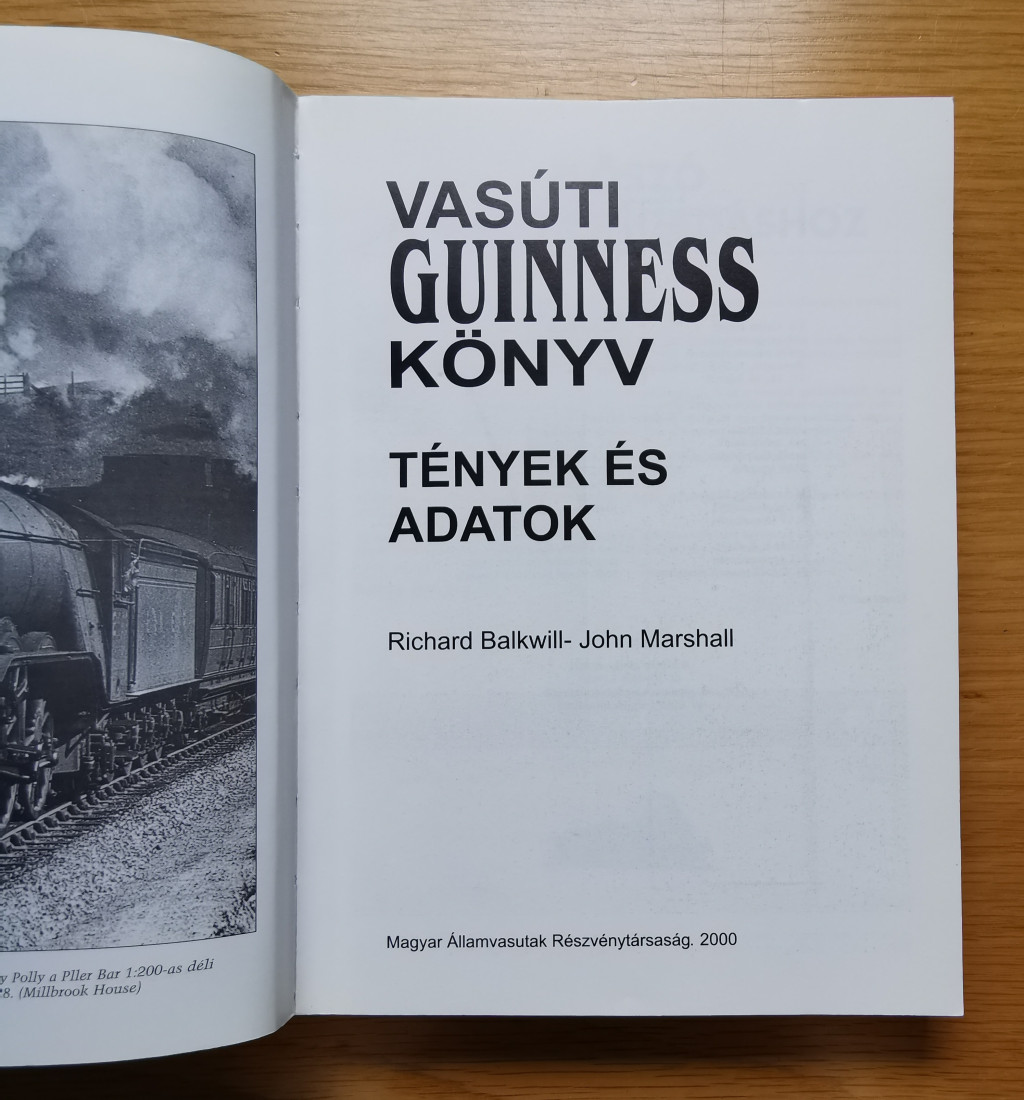 y Polly a Pller Bar 1:200-as déli
28. (Millbrook House)
VASÚTI
GUINNESS
KÖNYV
TÉNYEK ÉS
ADATOK
Richard Balkwill- John Marshall
Magyar Államvasutak Részvénytársaság. 2000